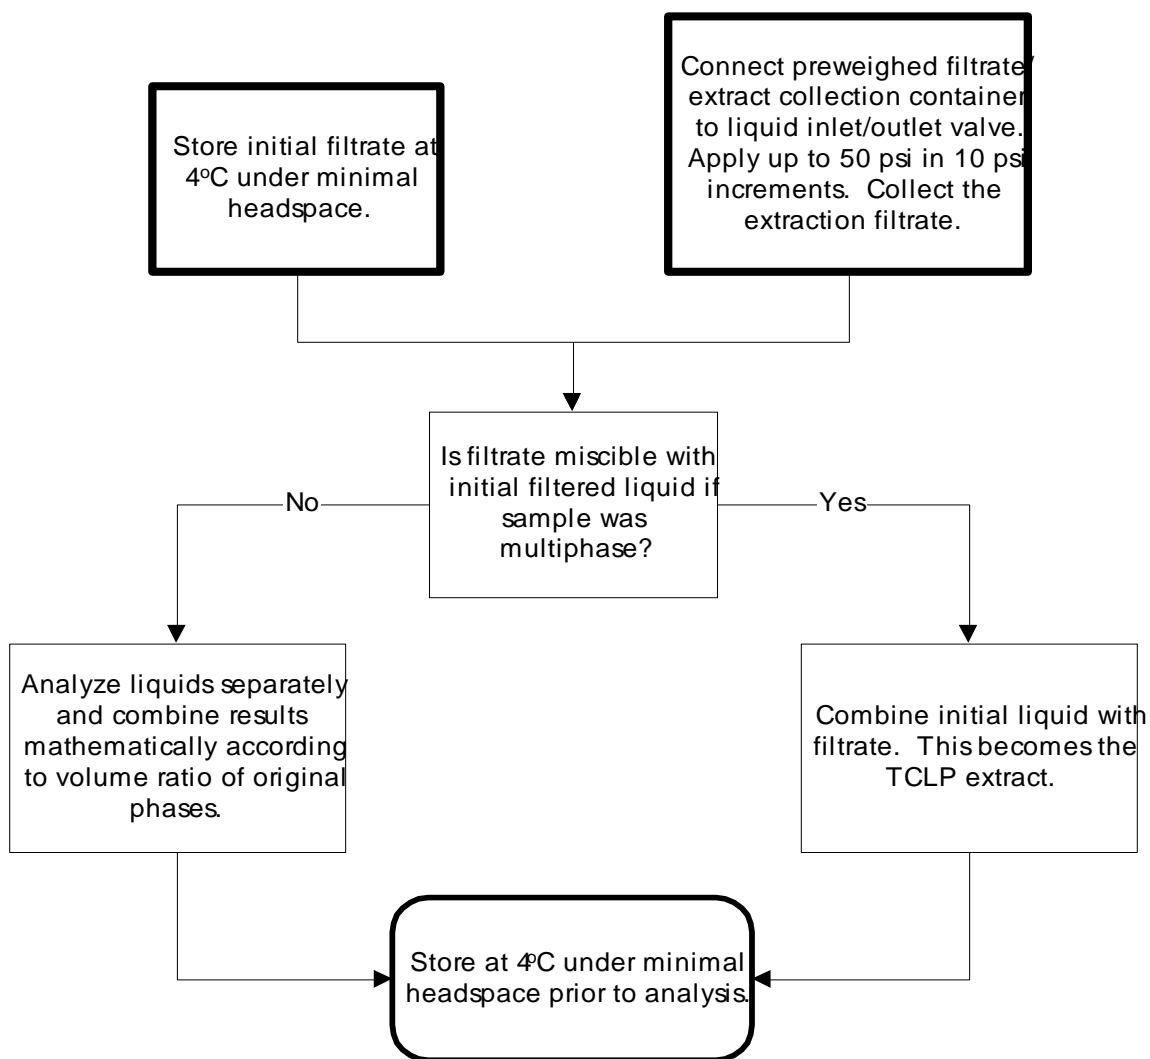 Store initial filtrate at
4°C under minimal
headspace.
Connect preweighed filtrate/
extract collection container
to liquid inlet/outlet valve.
Apply up to 50 psi in 10 psi
increments. Collect the
extraction filtrate.
Is filtrate miscible with
initial filtered liquid if
sample was
multiphase?
No
Yes
Analyze liquids separately
and combine results
mathematically according
to volume ratio of original
phases.
Combine initial liquid with
filtrate. This becomes the
TCLP extract.
Store at 4°C under minimal
headspace prior to analysis.